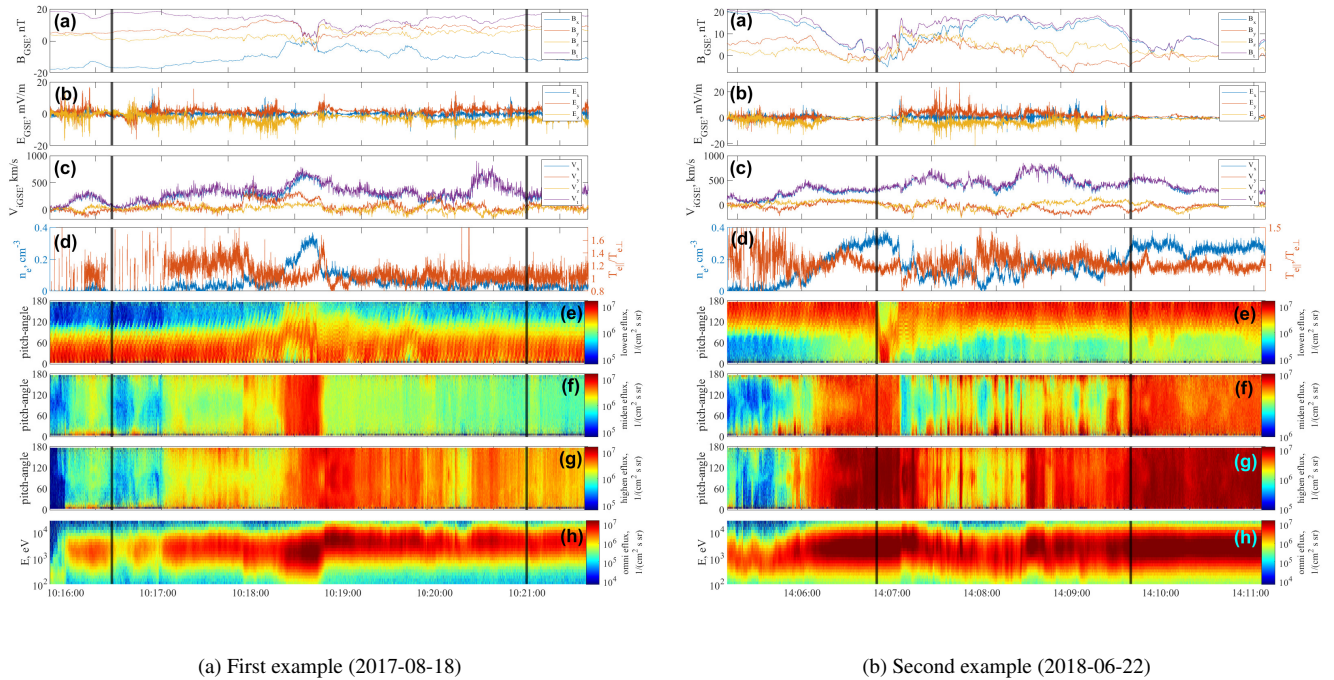 (a)
B_GSE, nT
20
0
-20
B_x
B_y
B_z
B_t
(b)
E_GSE, mV/m
20
0
-20
E_x
E_y
E_z
(c)
V_iGSE, km/s
1000
500
0
V_x
V_y
V_z
V_t
(d)
n_e, cm^-3
0.4
0.2
0
1.6
1.4
1.2
1
0.8
T_e||/T_e⊥
(e)
pitch-angle
180
120
60
0
10^7
10^6
10^5
lowen eflux,
1/(cm^2 s sr)
(f)
pitch-angle
180
120
60
0
10^7
10^6
10^5
miden eflux,
1/(cm^2 s sr)
(g)
pitch-angle
180
120
60
0
10^7
10^6
10^5
highen eflux,
1/(cm^2 s sr)
(h)
E, eV
10^4
10^3
10^2
10^7
10^6
10^5
10^4
omni eflux,
1/(cm^2 s sr)
10:16:00 10:17:00 10:18:00 10:19:00 10:20:00 10:21:00
(a) First example (2017-08-18)
(a)
B_GSE, nT
20
10
0
B_x
B_y
B_z
B_t
(b)
E_GSE, mV/m
20
0
-20
E_x
E_y
E_z
(c)
V_iGSE, km/s
1000
500
0
V_x
V_y
V_z
V_t
(d)
n_e, cm^-3
0.4
0.2
0
1.5
1
T_e||/T_e⊥
(e)
pitch-angle
180
120
60
0
10^7
10^6
10^5
lowen eflux,
1/(cm^2 s sr)
(f)
pitch-angle
180
120
60
0
10^7
10^6
miden eflux,
1/(cm^2 s sr)
(g)
pitch-angle
180
120
60
0
10^7
10^6
10^5
highen eflux,
1/(cm^2 s sr)
(h)
E, eV
10^4
10^3
10^2
10^7
10^6
10^5
10^4
omni eflux,
1/(cm^2 s sr)
14:06:00 14:07:00 14:08:00 14:09:00 14:10:00 14:11:00
(b) Second example (2018-06-22)